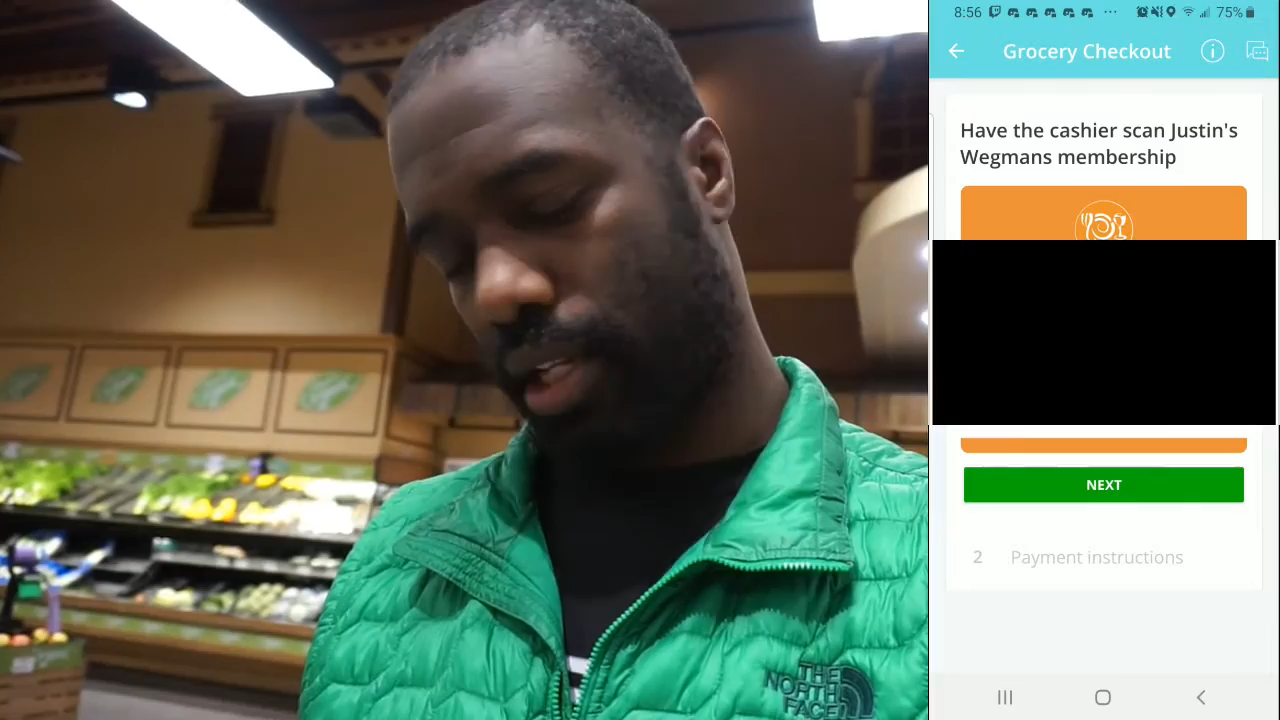 8:56
75%
Grocery Checkout
Have the cashier scan Justin's
Wegmans membership
NEXT
2 Payment instructions
THE
NORTH
FACE